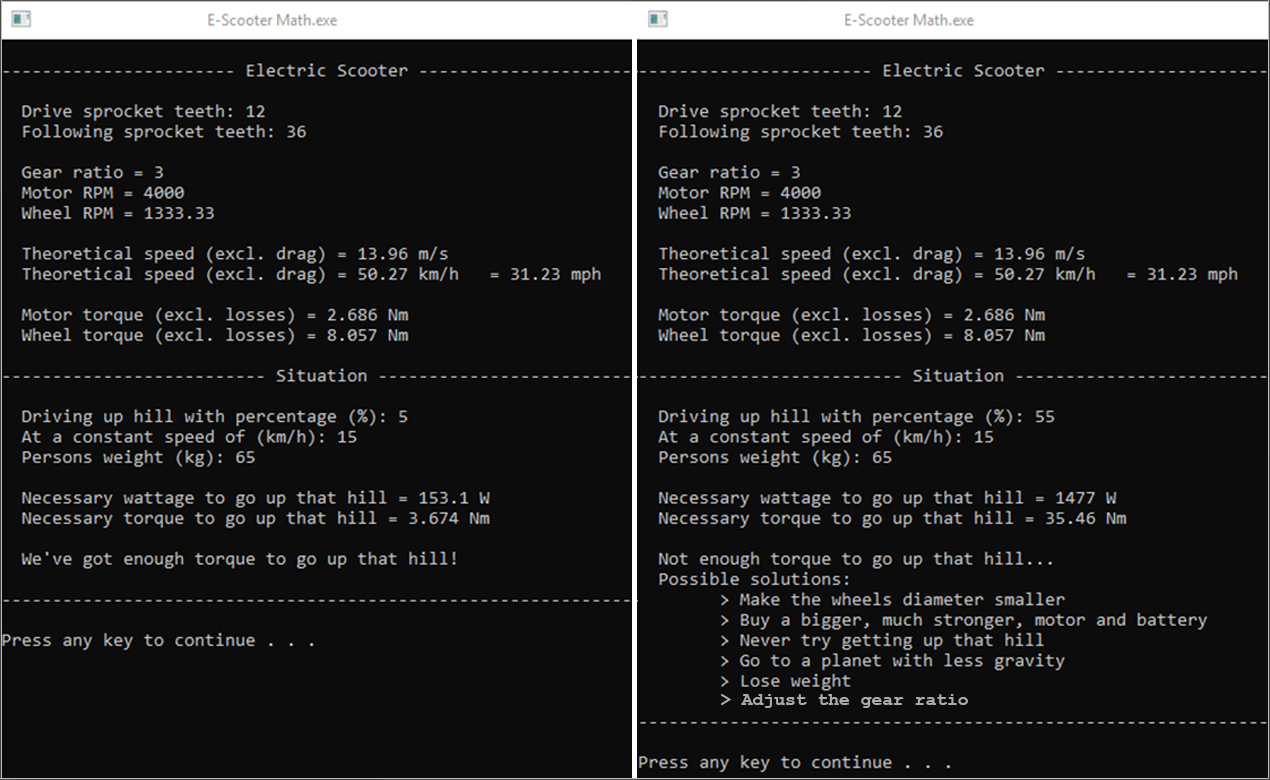 E-Scooter Math.exe
---------------------- Electric Scooter ---------------------
Drive sprocket teeth: 12
Following sprocket teeth: 36
Gear ratio = 3
Motor RPM = 4000
Wheel RPM = 1333.33
Theoretical speed (excl. drag) = 13.96 m/s
Theoretical speed (excl. drag) = 50.27 km/h   = 31.23 mph
Motor torque (excl. losses) = 2.686 Nm
Wheel torque (excl. losses) = 8.057 Nm
-------------------------- Situation -------------------------
Driving up hill with percentage (%): 5
At a constant speed of (km/h): 15
Persons weight (kg): 65
Necessary wattage to go up that hill = 153.1 W
Necessary torque to go up that hill = 3.674 Nm
We've got enough torque to go up that hill!
--------------------------------------------------------------
Press any key to continue . . .
E-Scooter Math.exe
---------------------- Electric Scooter ---------------------
Drive sprocket teeth: 12
Following sprocket teeth: 36
Gear ratio = 3
Motor RPM = 4000
Wheel RPM = 1333.33
Theoretical speed (excl. drag) = 13.96 m/s
Theoretical speed (excl. drag) = 50.27 km/h   = 31.23 mph
Motor torque (excl. losses) = 2.686 Nm
Wheel torque (excl. losses) = 8.057 Nm
-------------------------- Situation -------------------------
Driving up hill with percentage (%): 55
At a constant speed of (km/h): 15
Persons weight (kg): 65
Necessary wattage to go up that hill = 1477 W
Necessary torque to go up that hill = 35.46 Nm
Not enough torque to go up that hill...
Possible solutions:
> Make the wheels diameter smaller
> Buy a bigger, much stronger, motor and battery
> Never try getting up that hill
> Go to a planet with less gravity
> Lose weight
> Adjust the gear ratio
--------------------------------------------------------------
Press any key to continue . . .